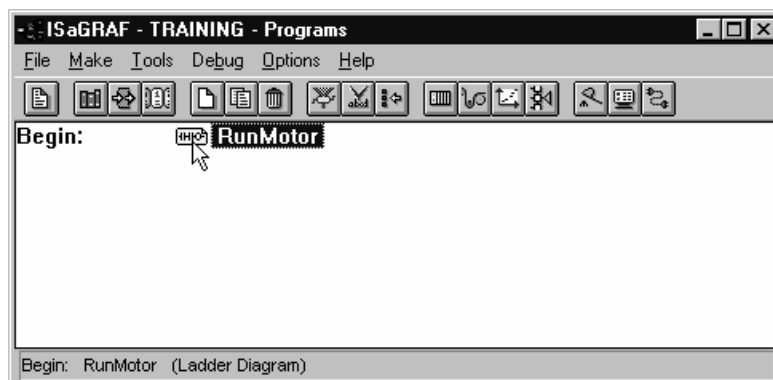 ISaGRAF - TRAINING - Programs
File Make Tools Debug Options Help
Begin: RunMotor
Begin: RunMotor (Ladder Diagram)